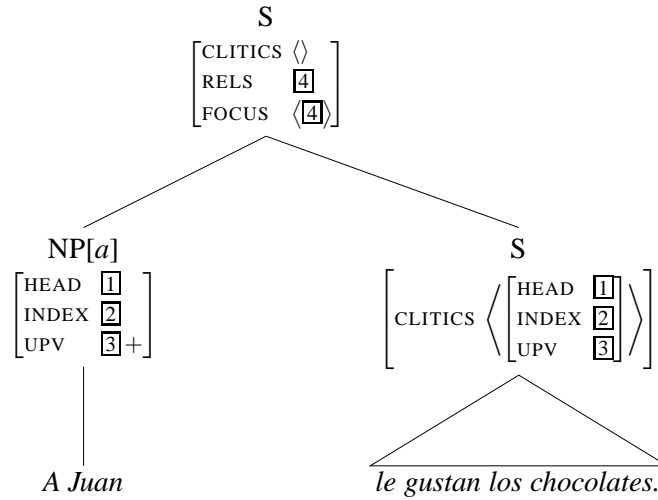 S
CLITICS ⟨⟩
RELS 4
FOCUS ⟨4⟩
NP[a]
HEAD 1
INDEX 2
UPV 3 +
S
CLITICS ⟨ HEAD 1
INDEX 2
UPV 3 ⟩
A Juan
le gustan los chocolates.